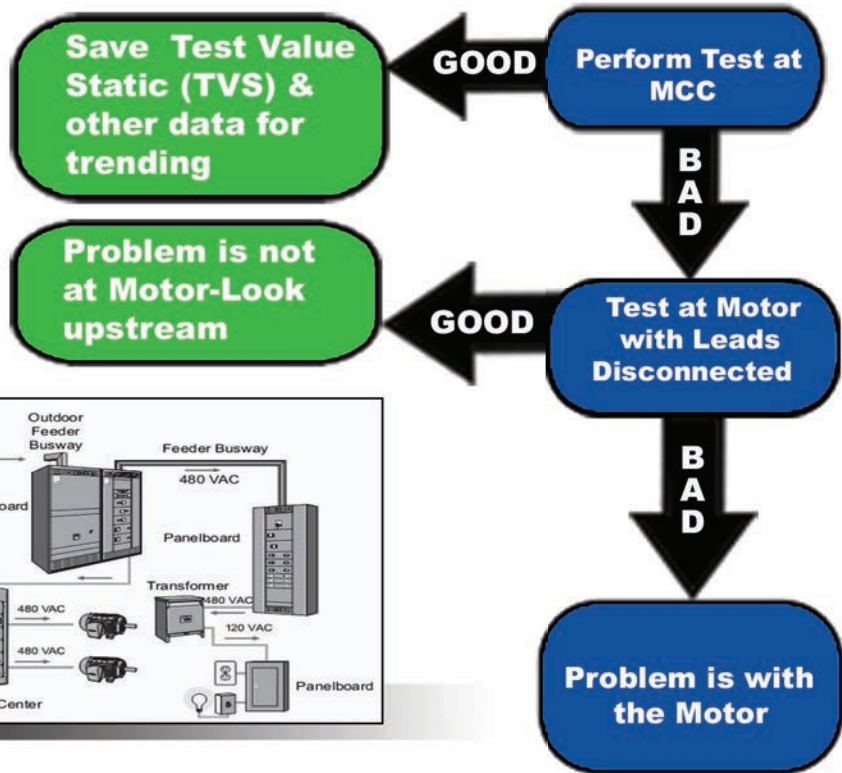 Save Test Value
Static (TVS) &
other data for
trending
GOOD
Perform Test at
MCC
BAD
Problem is not
at Motor-Look
upstream
GOOD
Test at Motor
with Leads
Disconnected
BAD
Problem is with
the Motor
Outdoor
Feeder
Busway
Feeder Busway
480 VAC
Panelboard
Transformer
480 VAC
480 VAC
120 VAC
480 VAC
Panelboard
Center